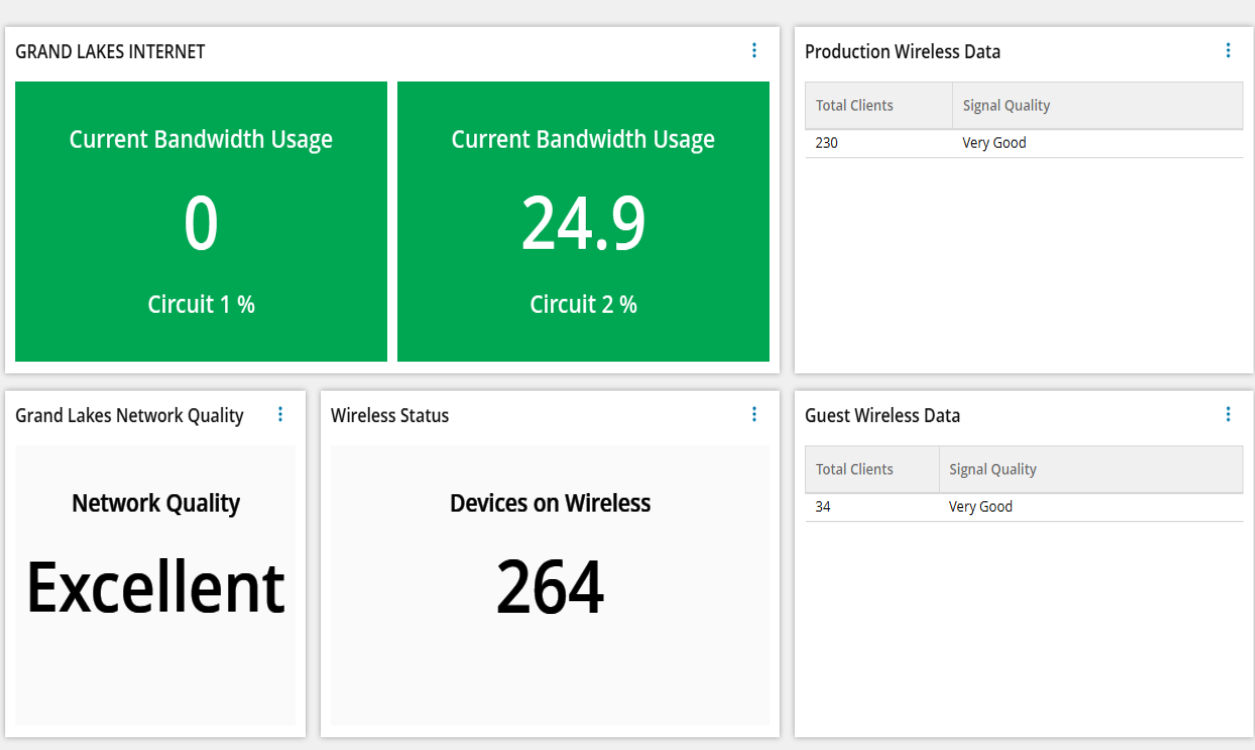 GRAND LAKES INTERNET
Current Bandwidth Usage
0
Circuit 1 %
Current Bandwidth Usage
24.9
Circuit 2 %
Production Wireless Data
Total Clients Signal Quality
230 Very Good
Grand Lakes Network Quality
Network Quality
Excellent
Wireless Status
Devices on Wireless
264
Guest Wireless Data
Total Clients Signal Quality
34 Very Good